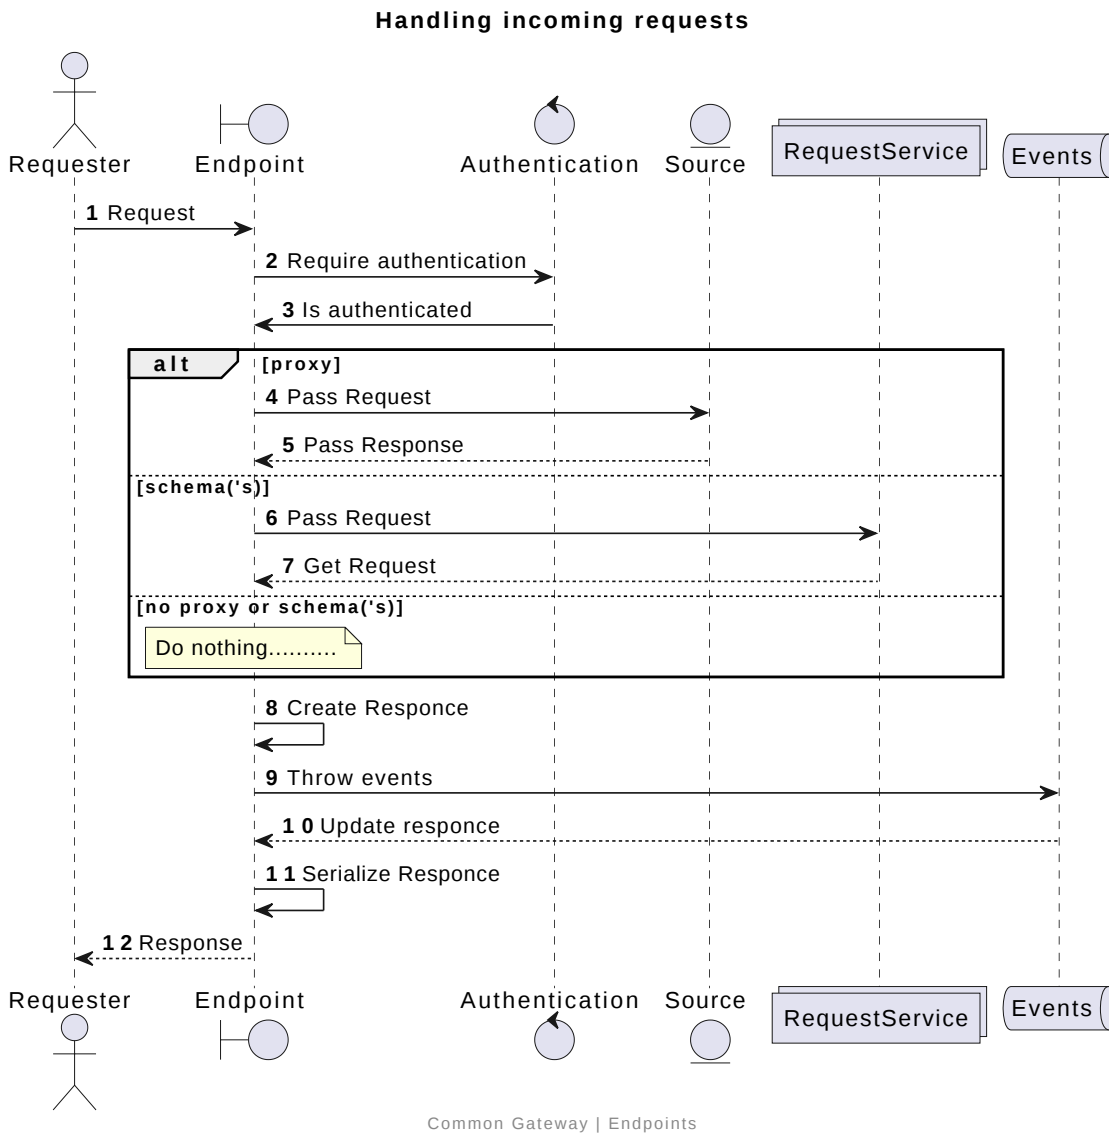 Handling incoming requests
Requester
Endpoint
Authentication
Source
RequestService
Events
1 Request
2 Require authentication
3 Is authenticated
alt [proxy]
4 Pass Request
5 Pass Response
[schema('s)]
6 Pass Request
7 Get Request
[no proxy or schema('s)]
Do nothing..........
8 Create Responce
9 Throw events
10 Update responce
11 Serialize Responce
12 Response
Requester
Endpoint
Authentication
Source
RequestService
Events
Common Gateway | Endpoints